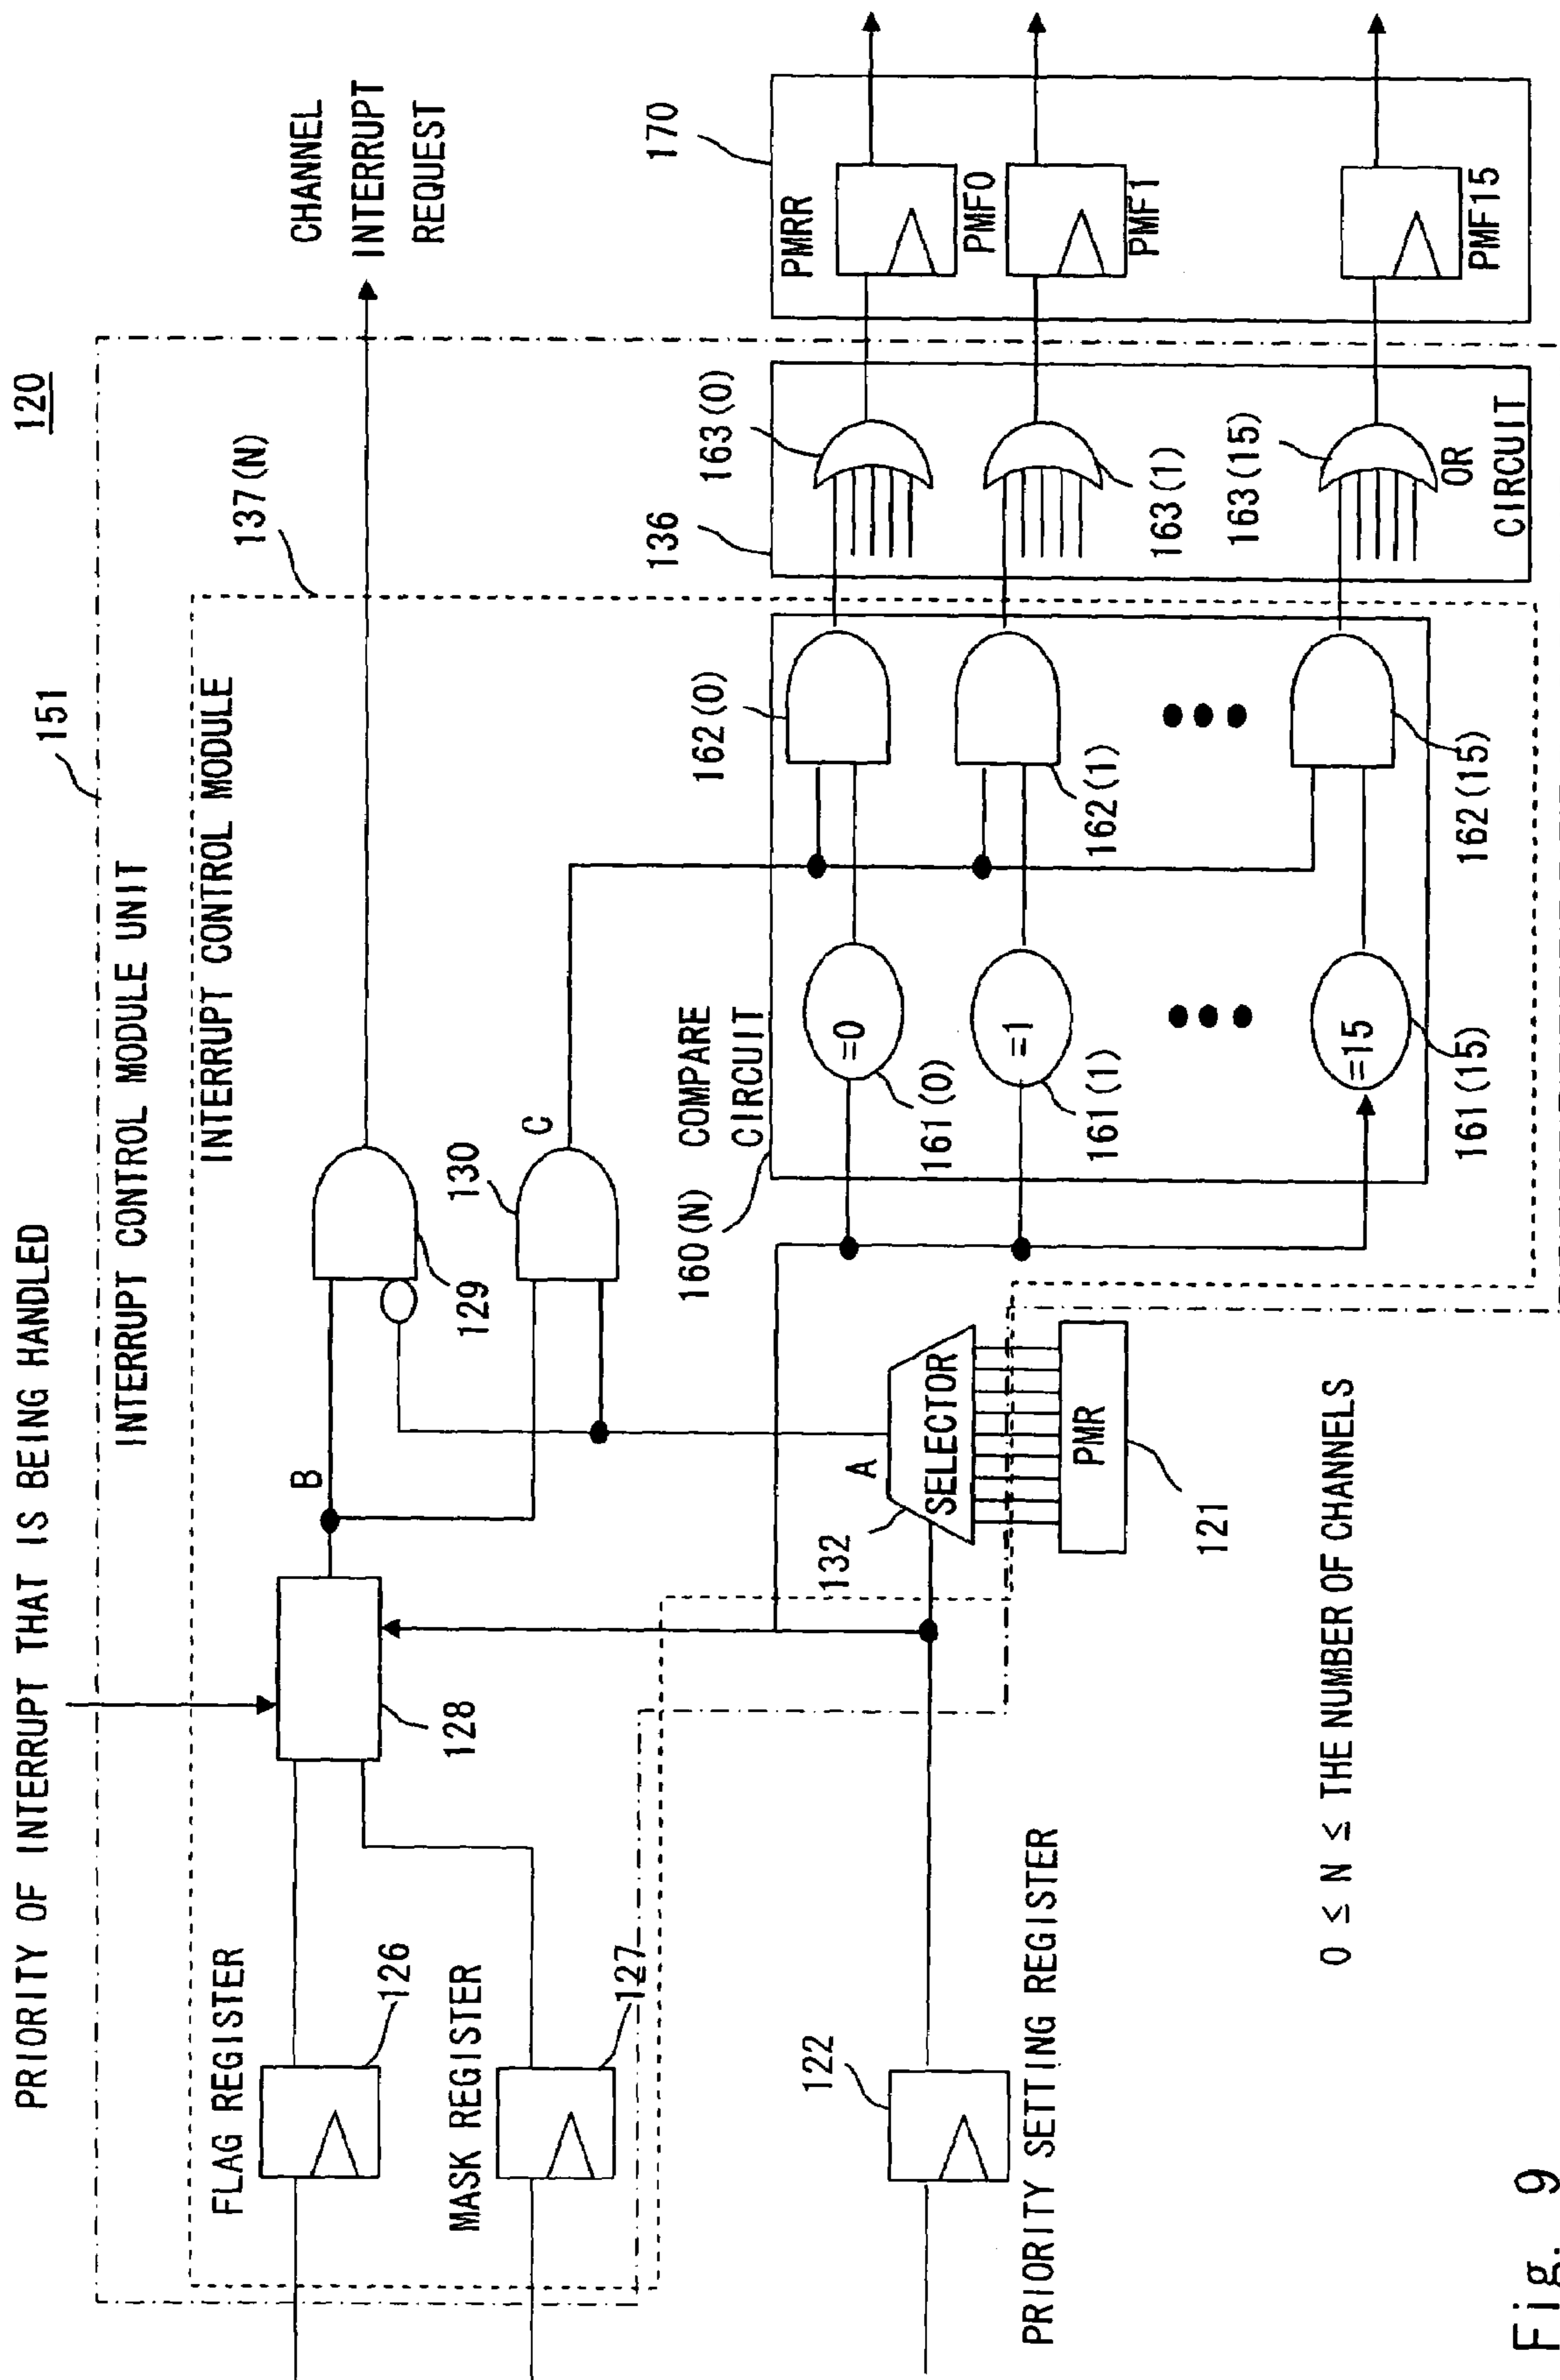 120
PRIORITY OF INTERRUPT THAT IS BEING HANDLED
151
INTERRUPT CONTROL MODULE UNIT
137(N)
INTERRUPT CONTROL MODULE
FLAG REGISTER
126
MASK REGISTER
127
128
B
129
130
C
CHANNEL
INTERRUPT
REQUEST
122
PRIORITY SETTING REGISTER
132
A
SELECTOR
PMR
121
160(N)
COMPARE
CIRCUIT
=0
161(0)
=1
161(1)
=15
161(15)
162(0)
162(1)
162(15)
136
163(0)
163(1)
163(15)
OR
CIRCUIT
170
PMRR
PMF0
PMF1
PMF15
0 ≤ N ≤ THE NUMBER OF CHANNELS
Fig. 9